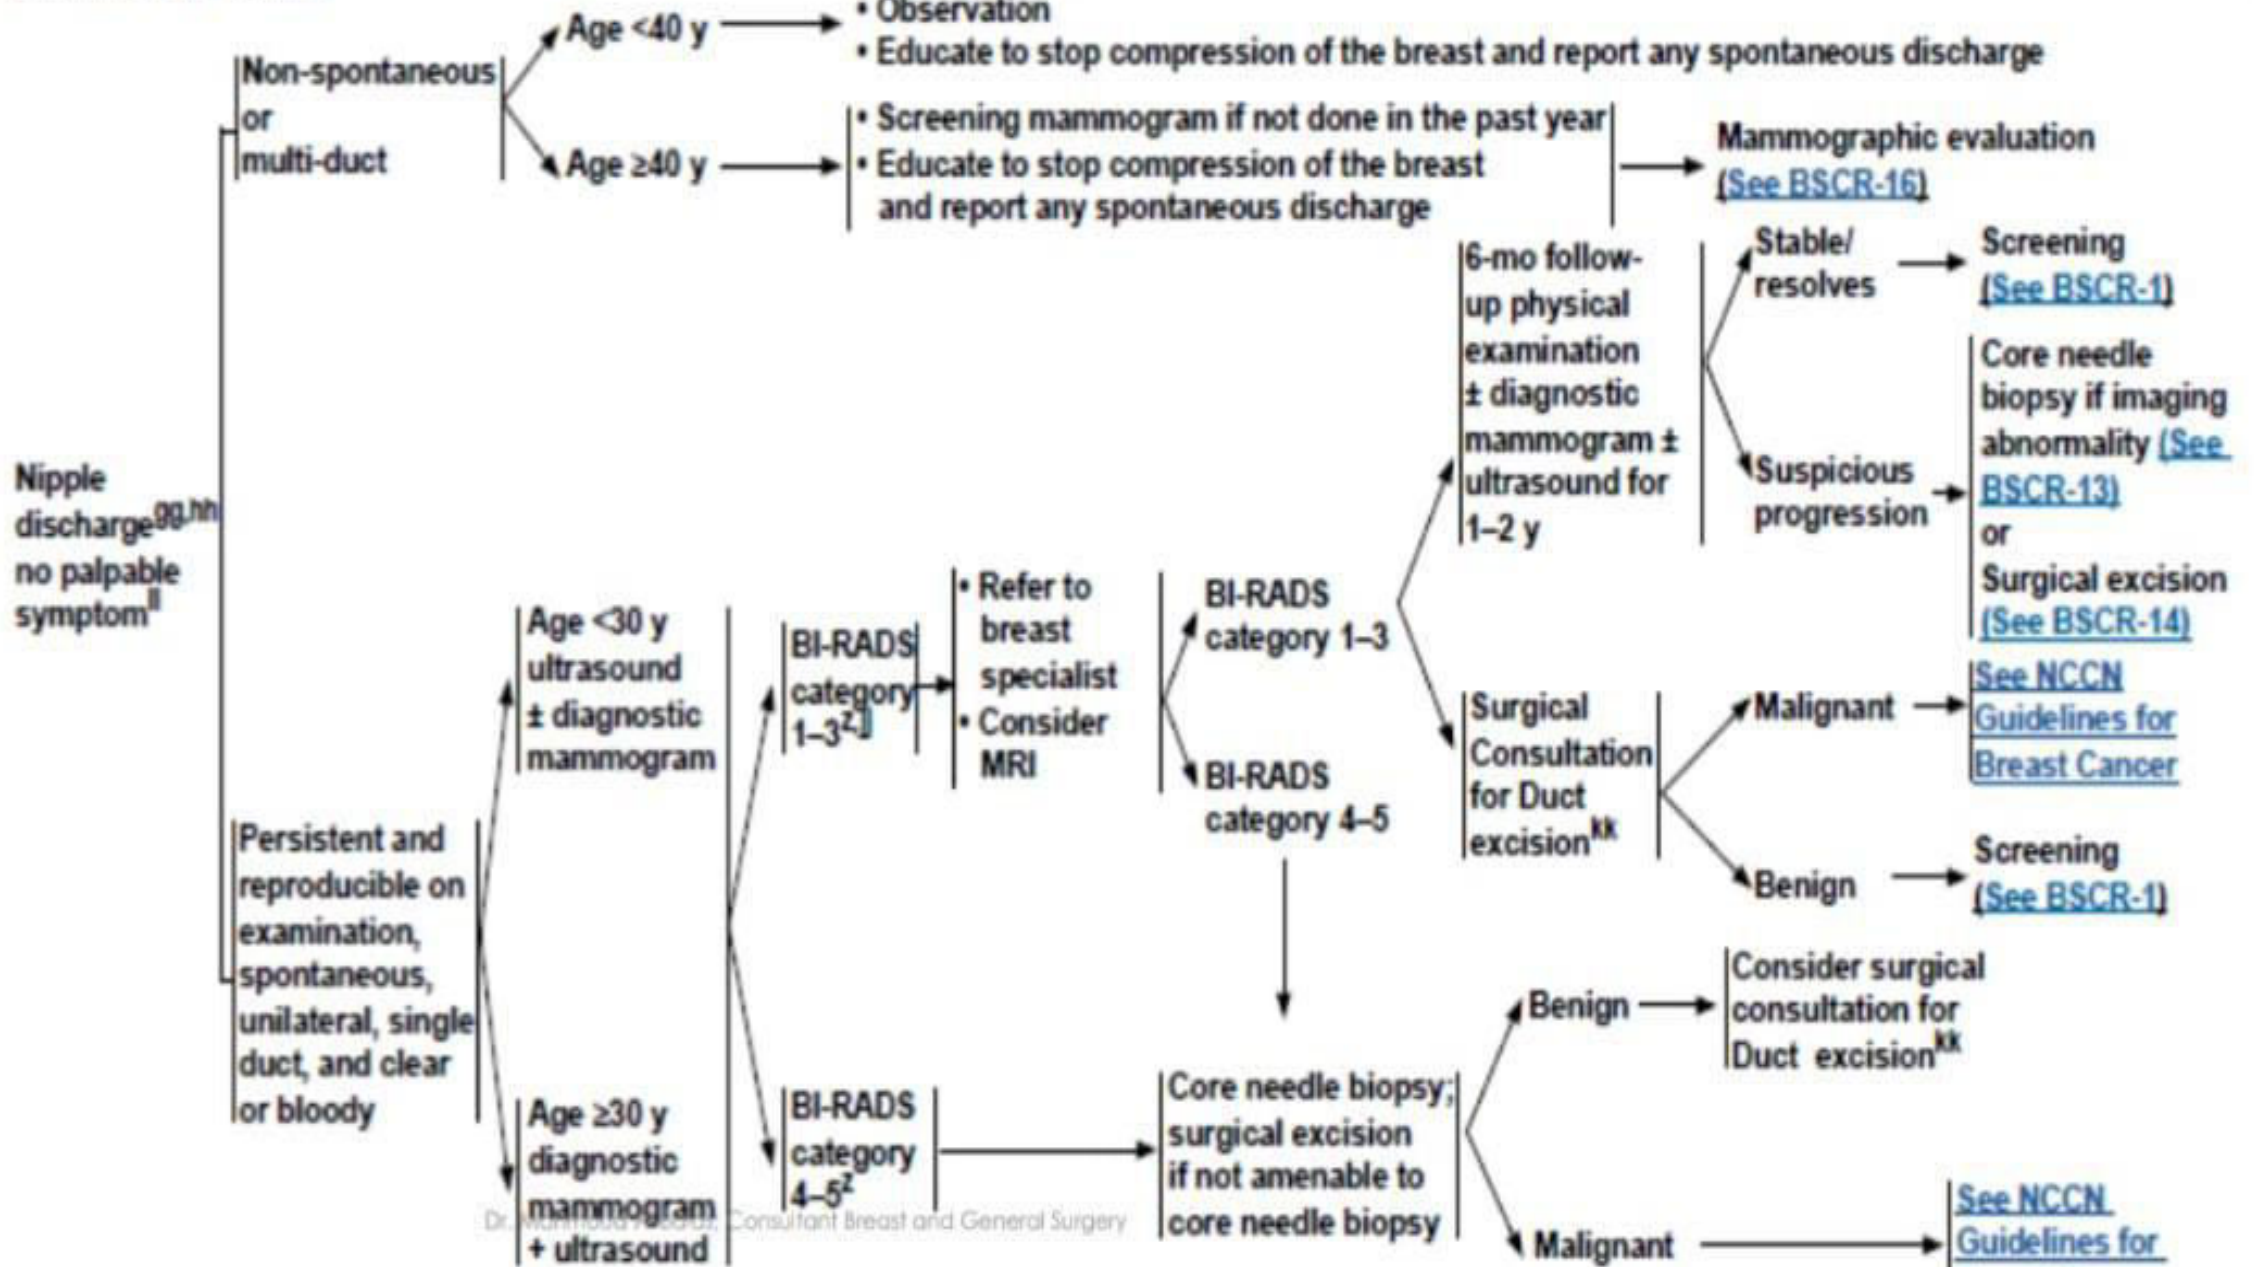 Age <40 y
• Observation
• Educate to stop compression of the breast and report any spontaneous discharge
Non-spontaneous
or
multi-duct
Age ≥40 y
• Screening mammogram if not done in the past year
• Educate to stop compression of the breast
and report any spontaneous discharge
Mammographic evaluation
(See BSCR-16)
Nipple
discharge gg,hh
no palpable
symptom ii
Persistent and
reproducible on
examination,
spontaneous,
unilateral, single
duct, and clear
or bloody
Age <30 y
ultrasound
± diagnostic
mammogram
Age ≥30 y
diagnostic
mammogram
+ ultrasound
BI-RADS
category
1–3 z,jj
• Refer to
breast
specialist
• Consider
MRI
BI-RADS
category 1–3
BI-RADS
category 4–5
6-mo follow-
up physical
examination
± diagnostic
mammogram ±
ultrasound for
1–2 y
Stable/
resolves
Screening
(See BSCR-1)
Suspicious
progression
Core needle
biopsy if imaging
abnormality (See
BSCR-13)
or
Surgical excision
(See BSCR-14)
Surgical
Consultation
for Duct
excision kk
Malignant
See NCCN
Guidelines for
Breast Cancer
Benign
Screening
(See BSCR-1)
BI-RADS
category
4–5 z
Core needle biopsy;
surgical excision
if not amenable to
core needle biopsy
Benign
Consider surgical
consultation for
Duct excision kk
Malignant
See NCCN
Guidelines for
Dr. Consultant Breast and General Surgery